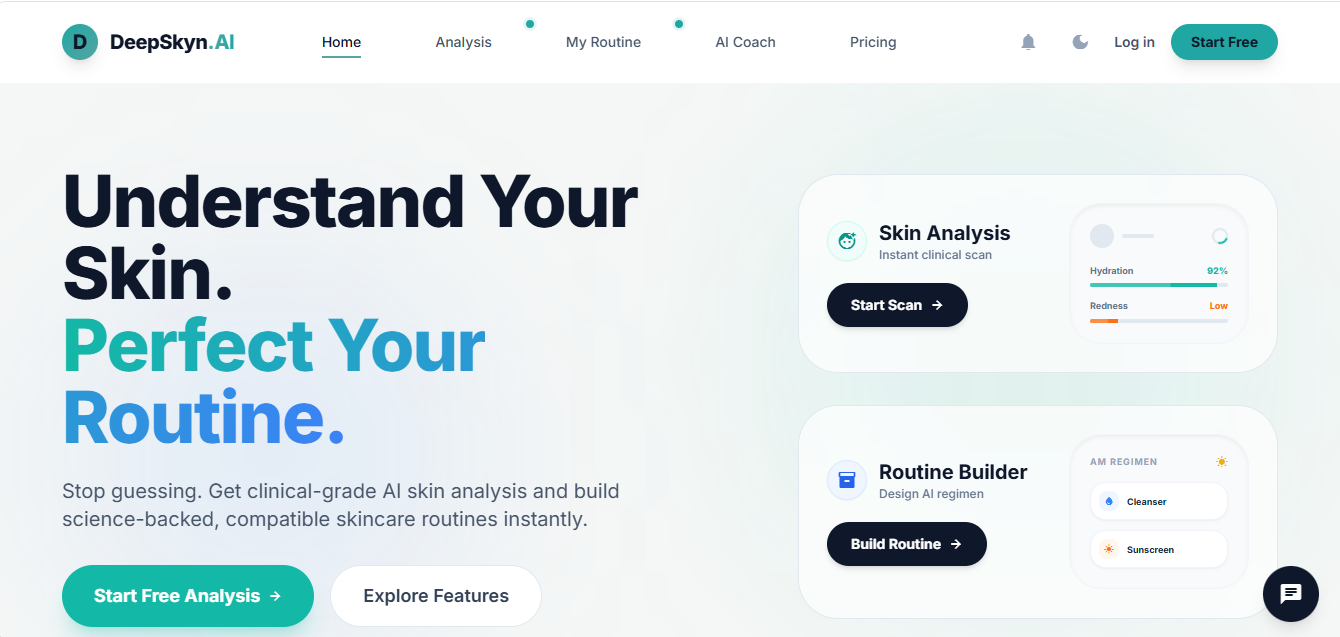 D DeepSkyn.AI
Home
Analysis
My Routine
AI Coach
Pricing
Log in
Start Free
Understand Your
Skin.
Perfect Your
Routine.
Stop guessing. Get clinical-grade AI skin analysis and build
science-backed, compatible skincare routines instantly.
Start Free Analysis →
Explore Features
Skin Analysis
Instant clinical scan
Start Scan →
Hydration 92%
Redness Low
Routine Builder
Design AI regimen
Build Routine →
AM REGIMEN
Cleanser
Sunscreen